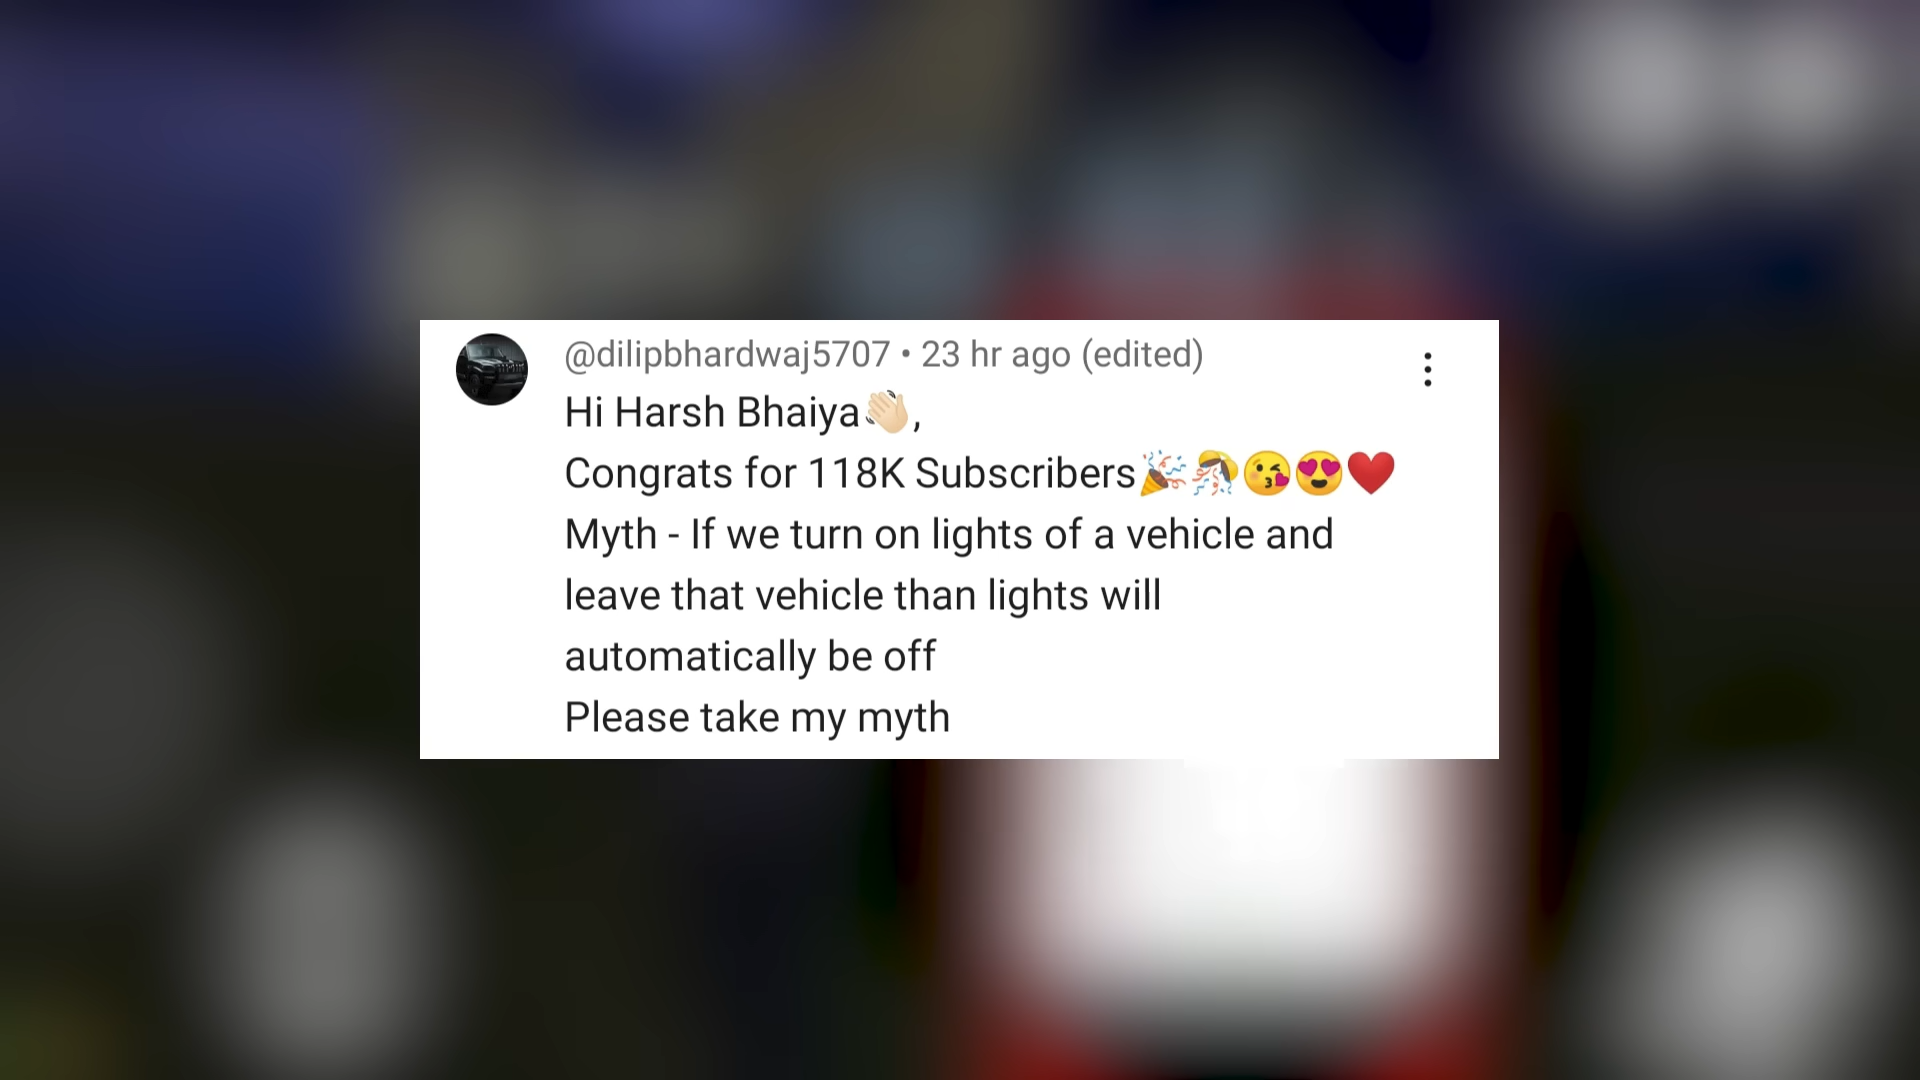 @dilipbhardwaj5707 • 23 hr ago (edited)
Hi Harsh Bhaiya👋🏻,
Congrats for 118K Subscribers🎉🎊😘😍❤️
Myth - If we turn on lights of a vehicle and
leave that vehicle than lights will
automatically be off
Please take my myth